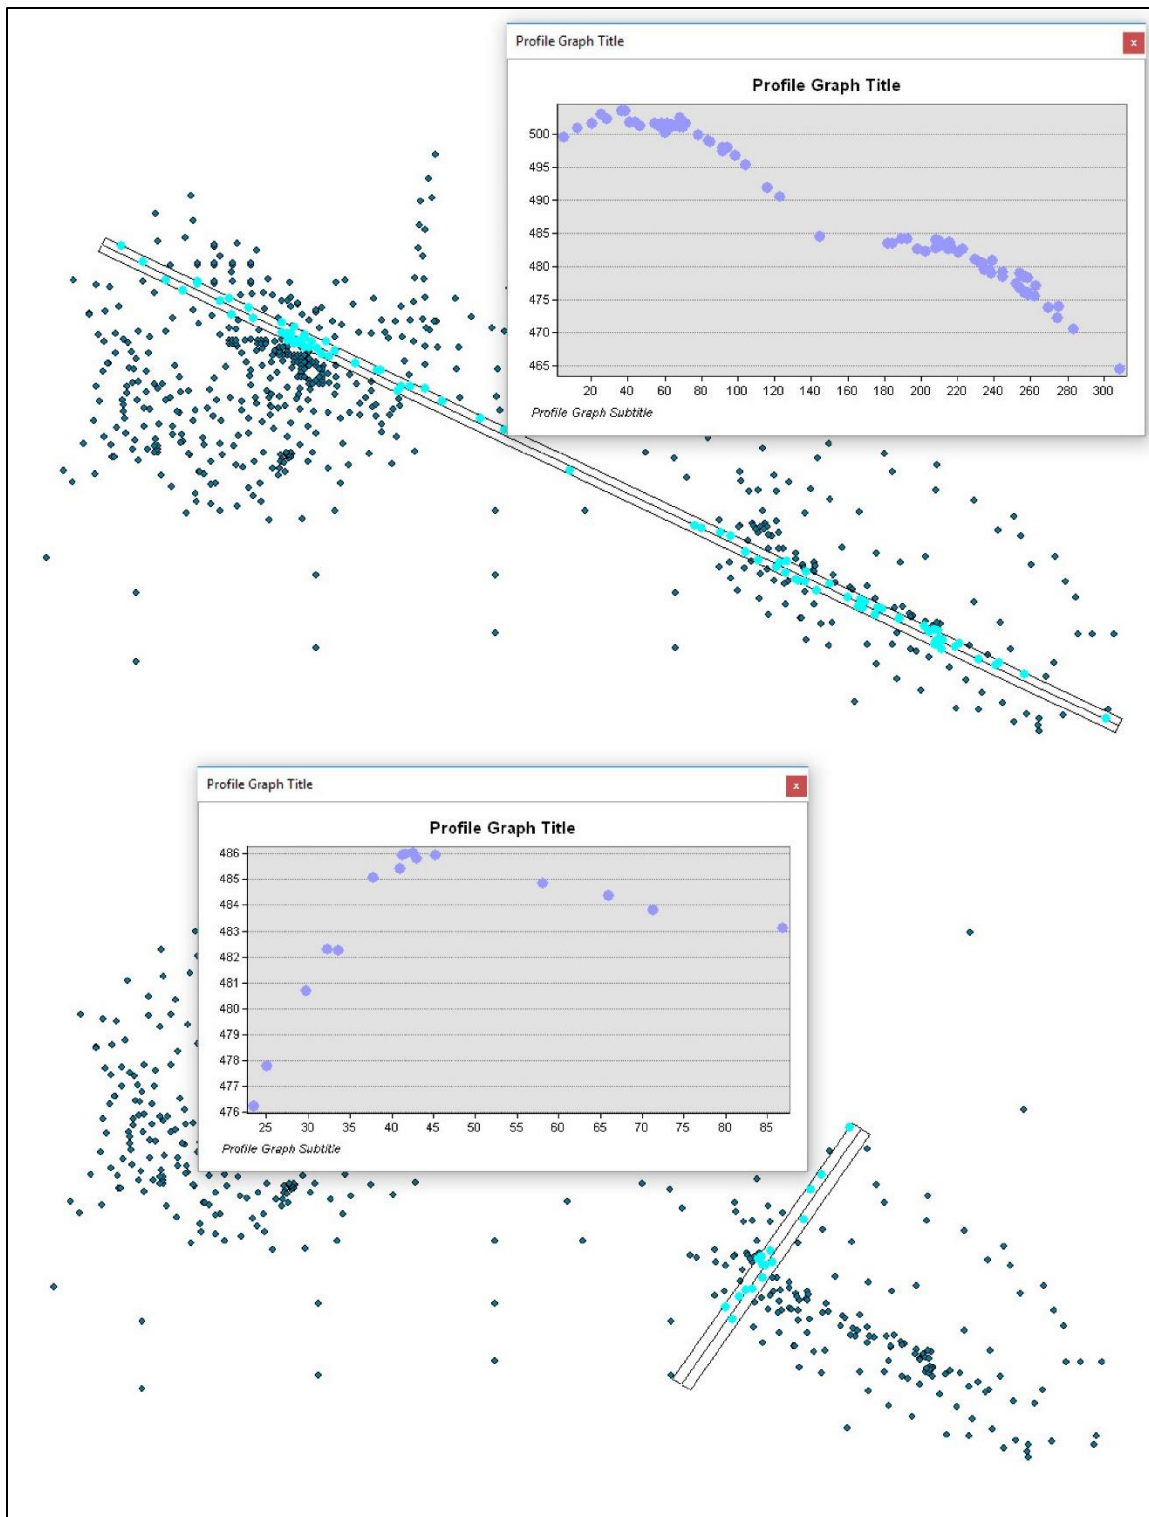 Profile Graph Title
x
Profile Graph Title
500
495
490
485
480
475
470
465
20 40 60 80 100 120 140 160 180 200 220 240 260 280 300
Profile Graph Subtitle
Profile Graph Title
x
Profile Graph Title
486
485
484
483
482
481
480
479
478
477
476
25 30 35 40 45 50 55 60 65 70 75 80 85
Profile Graph Subtitle